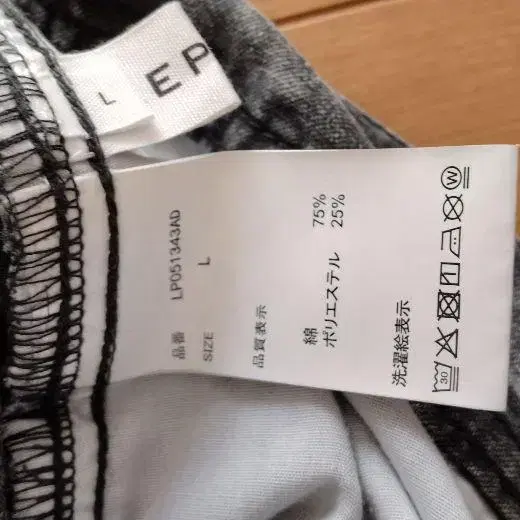 L
EP
品番 LP051343AD
SIZE L
品質表示
綿 75%
ポリエステル 25%
洗濯絵表示
30
W